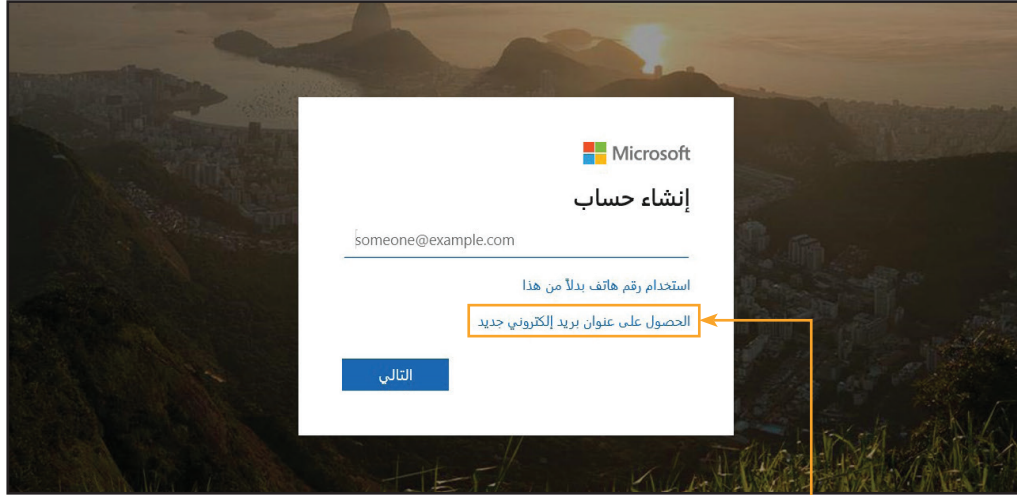 Microsoft
إنشاء حساب
someone@example.com
استخدام رقم هاتف بدلاً من هذا
الحصول على عنوان بريد إلكتروني جديد
التالي